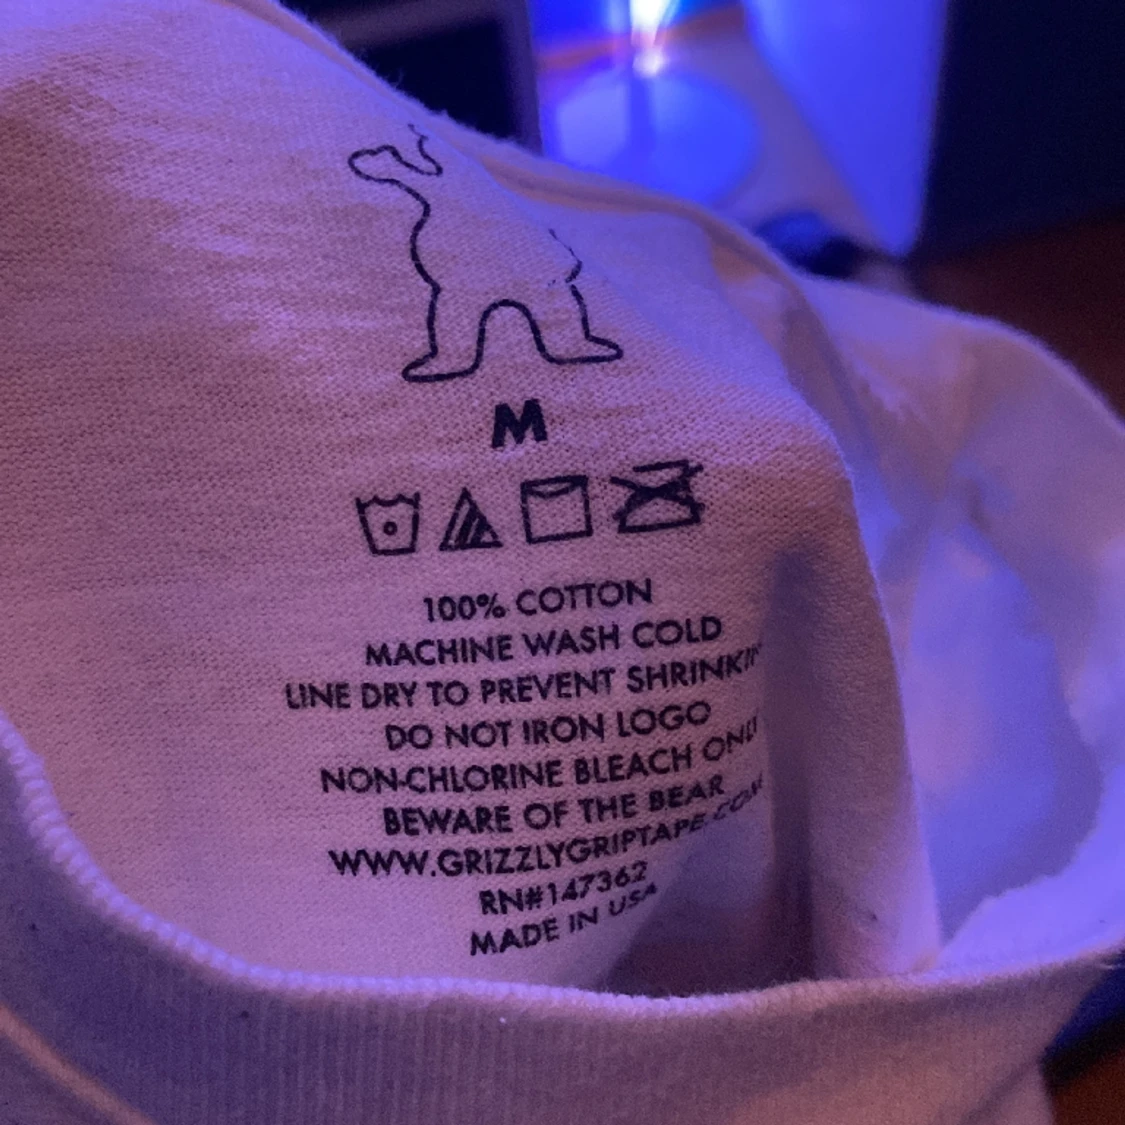 M
100% COTTON
MACHINE WASH COLD
LINE DRY TO PREVENT SHRINKIN
DO NOT IRON LOGO
NON-CHLORINE BLEACH ONLY
BEWARE OF THE BEAR
WWW.GRIZZLYGRIPTAPE.COM
RN#147362
MADE IN USA